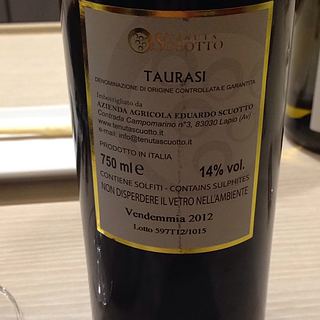 TENUTA
SCUOTTO
TAURASI
DENOMINAZIONE DI ORIGINE CONTROLLATA E GARANTITA
Imbottigliato da
AZIENDA AGRICOLA EDUARDO SCUOTTO
Contrada Campomarino n°3, 83030 Lapio (Av)
www.tenutascuotto.it
e-mail: info@tenutascuotto.it
PRODOTTO IN ITALIA
750 ml e 14% vol.
CONTIENE SOLFITI - CONTAINS SULPHITES
NON DISPERDERE IL VETRO NELL'AMBIENTE
Vendemmia 2012
Lotto 597T12/1015